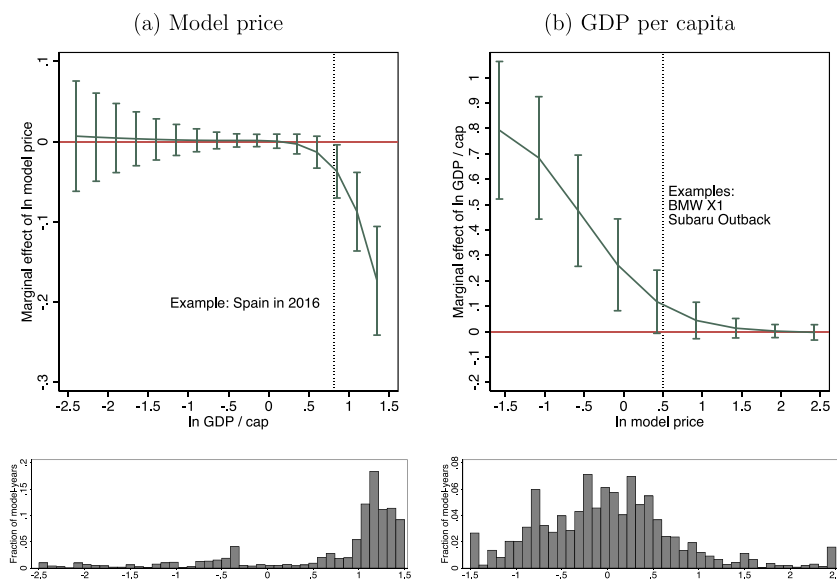 (a) Model price
(b) GDP per capita
Marginal effect of ln model price
.1
0
-.1
-.2
-.3
Example: Spain in 2016
-2.5 -2 -1.5 -1 -.5 0 .5 1 1.5
ln GDP / cap
Marginal effect of ln GDP / cap
-.2 -.1 0 .1 .2 .3 .4 .5 .6 .7 .8 .9 1
Examples:
BMW X1
Subaru Outback
-1.5 -1 -.5 0 .5 1 1.5 2 2.5
ln model price
Fraction of model-years
0 .05 .1 .15 .2
-2.5 -2 -1.5 -1 -.5 0 .5 1 1.5
Fraction of model-years
0 .02 .04 .06 .08
-1.5 -1 -.5 0 .5 1 1.5 2 2.5